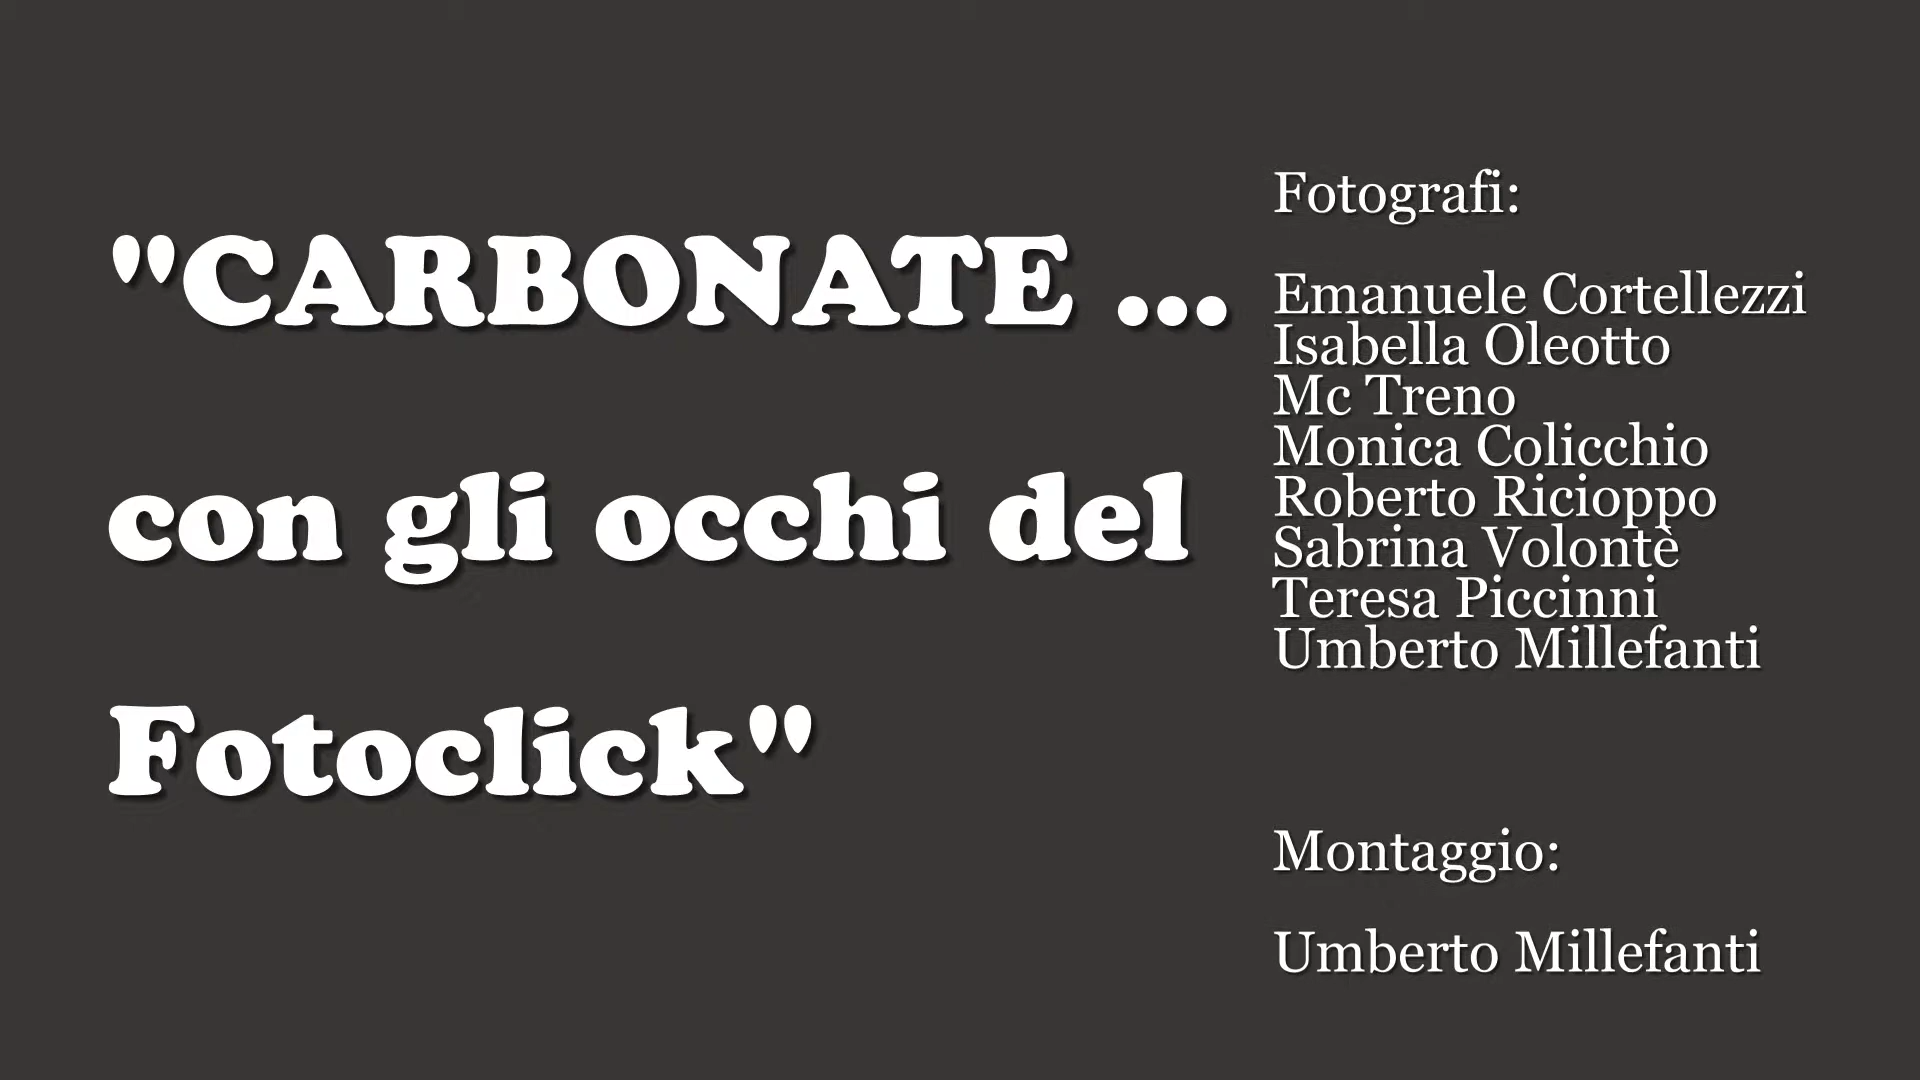 "CARBONATE ...
con gli occhi del
Fotoclick"
Fotografi:
Emanuele Cortellezzi
Isabella Oleotto
Mc Treno
Monica Colicchio
Roberto Ricioppo
Sabrina Volontè
Teresa Piccinni
Umberto Millefanti
Montaggio:
Umberto Millefanti